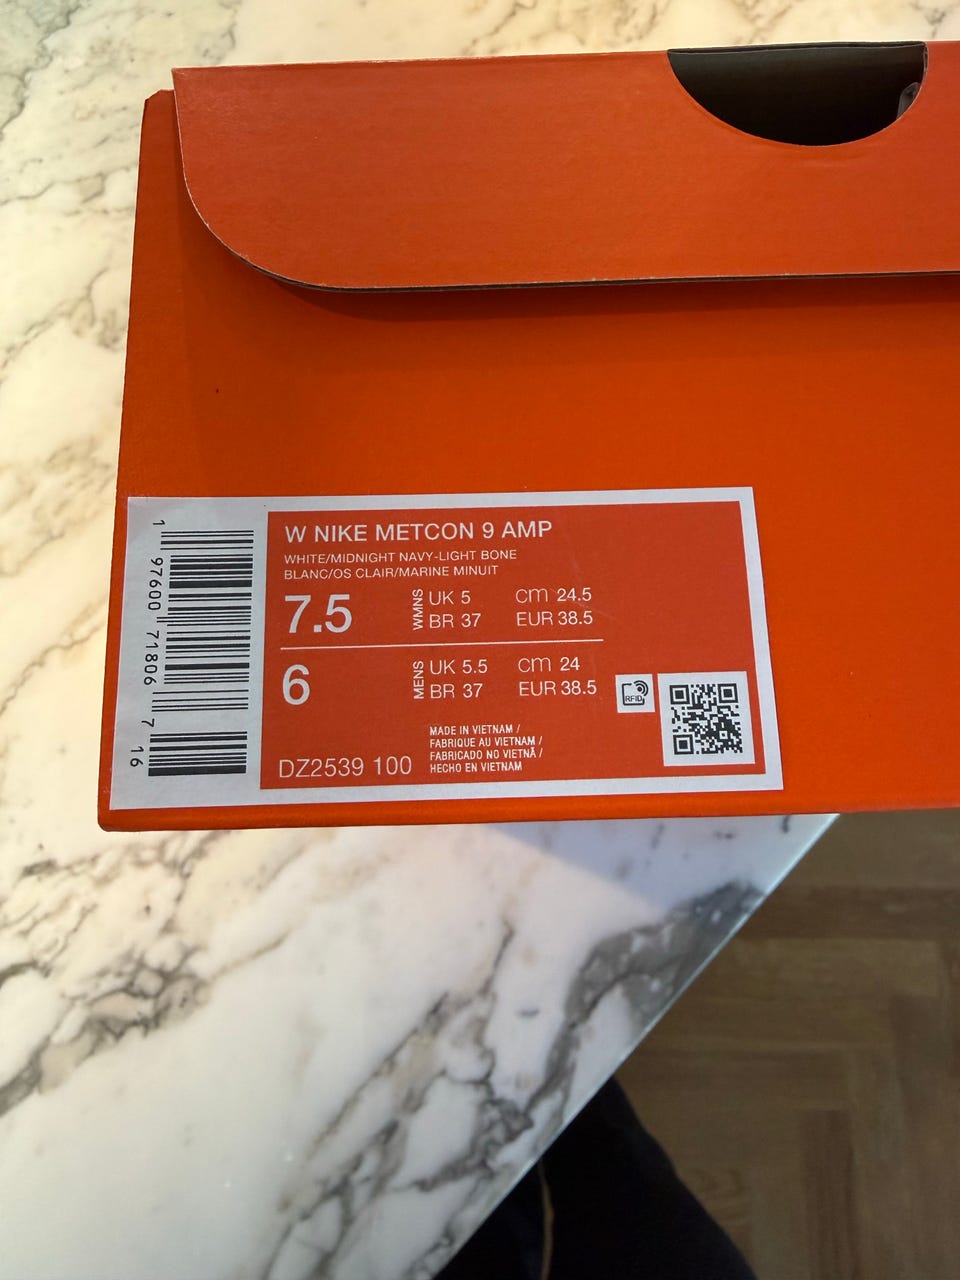 W NIKE METCON 9 AMP
WHITE/MIDNIGHT NAVY-LIGHT BONE
BLANC/OS CLAIR/MARINE MINUIT
7.5 WMNS UK 5 cm 24.5
BR 37 EUR 38.5
6 MENS UK 5.5 cm 24
BR 37 EUR 38.5
RFID
MADE IN VIETNAM /
FABRIQUE AU VIETNAM /
FABRICADO NO VIETNÃ /
HECHO EN VIETNAM
DZ2539 100
1 97600 71806 7 16